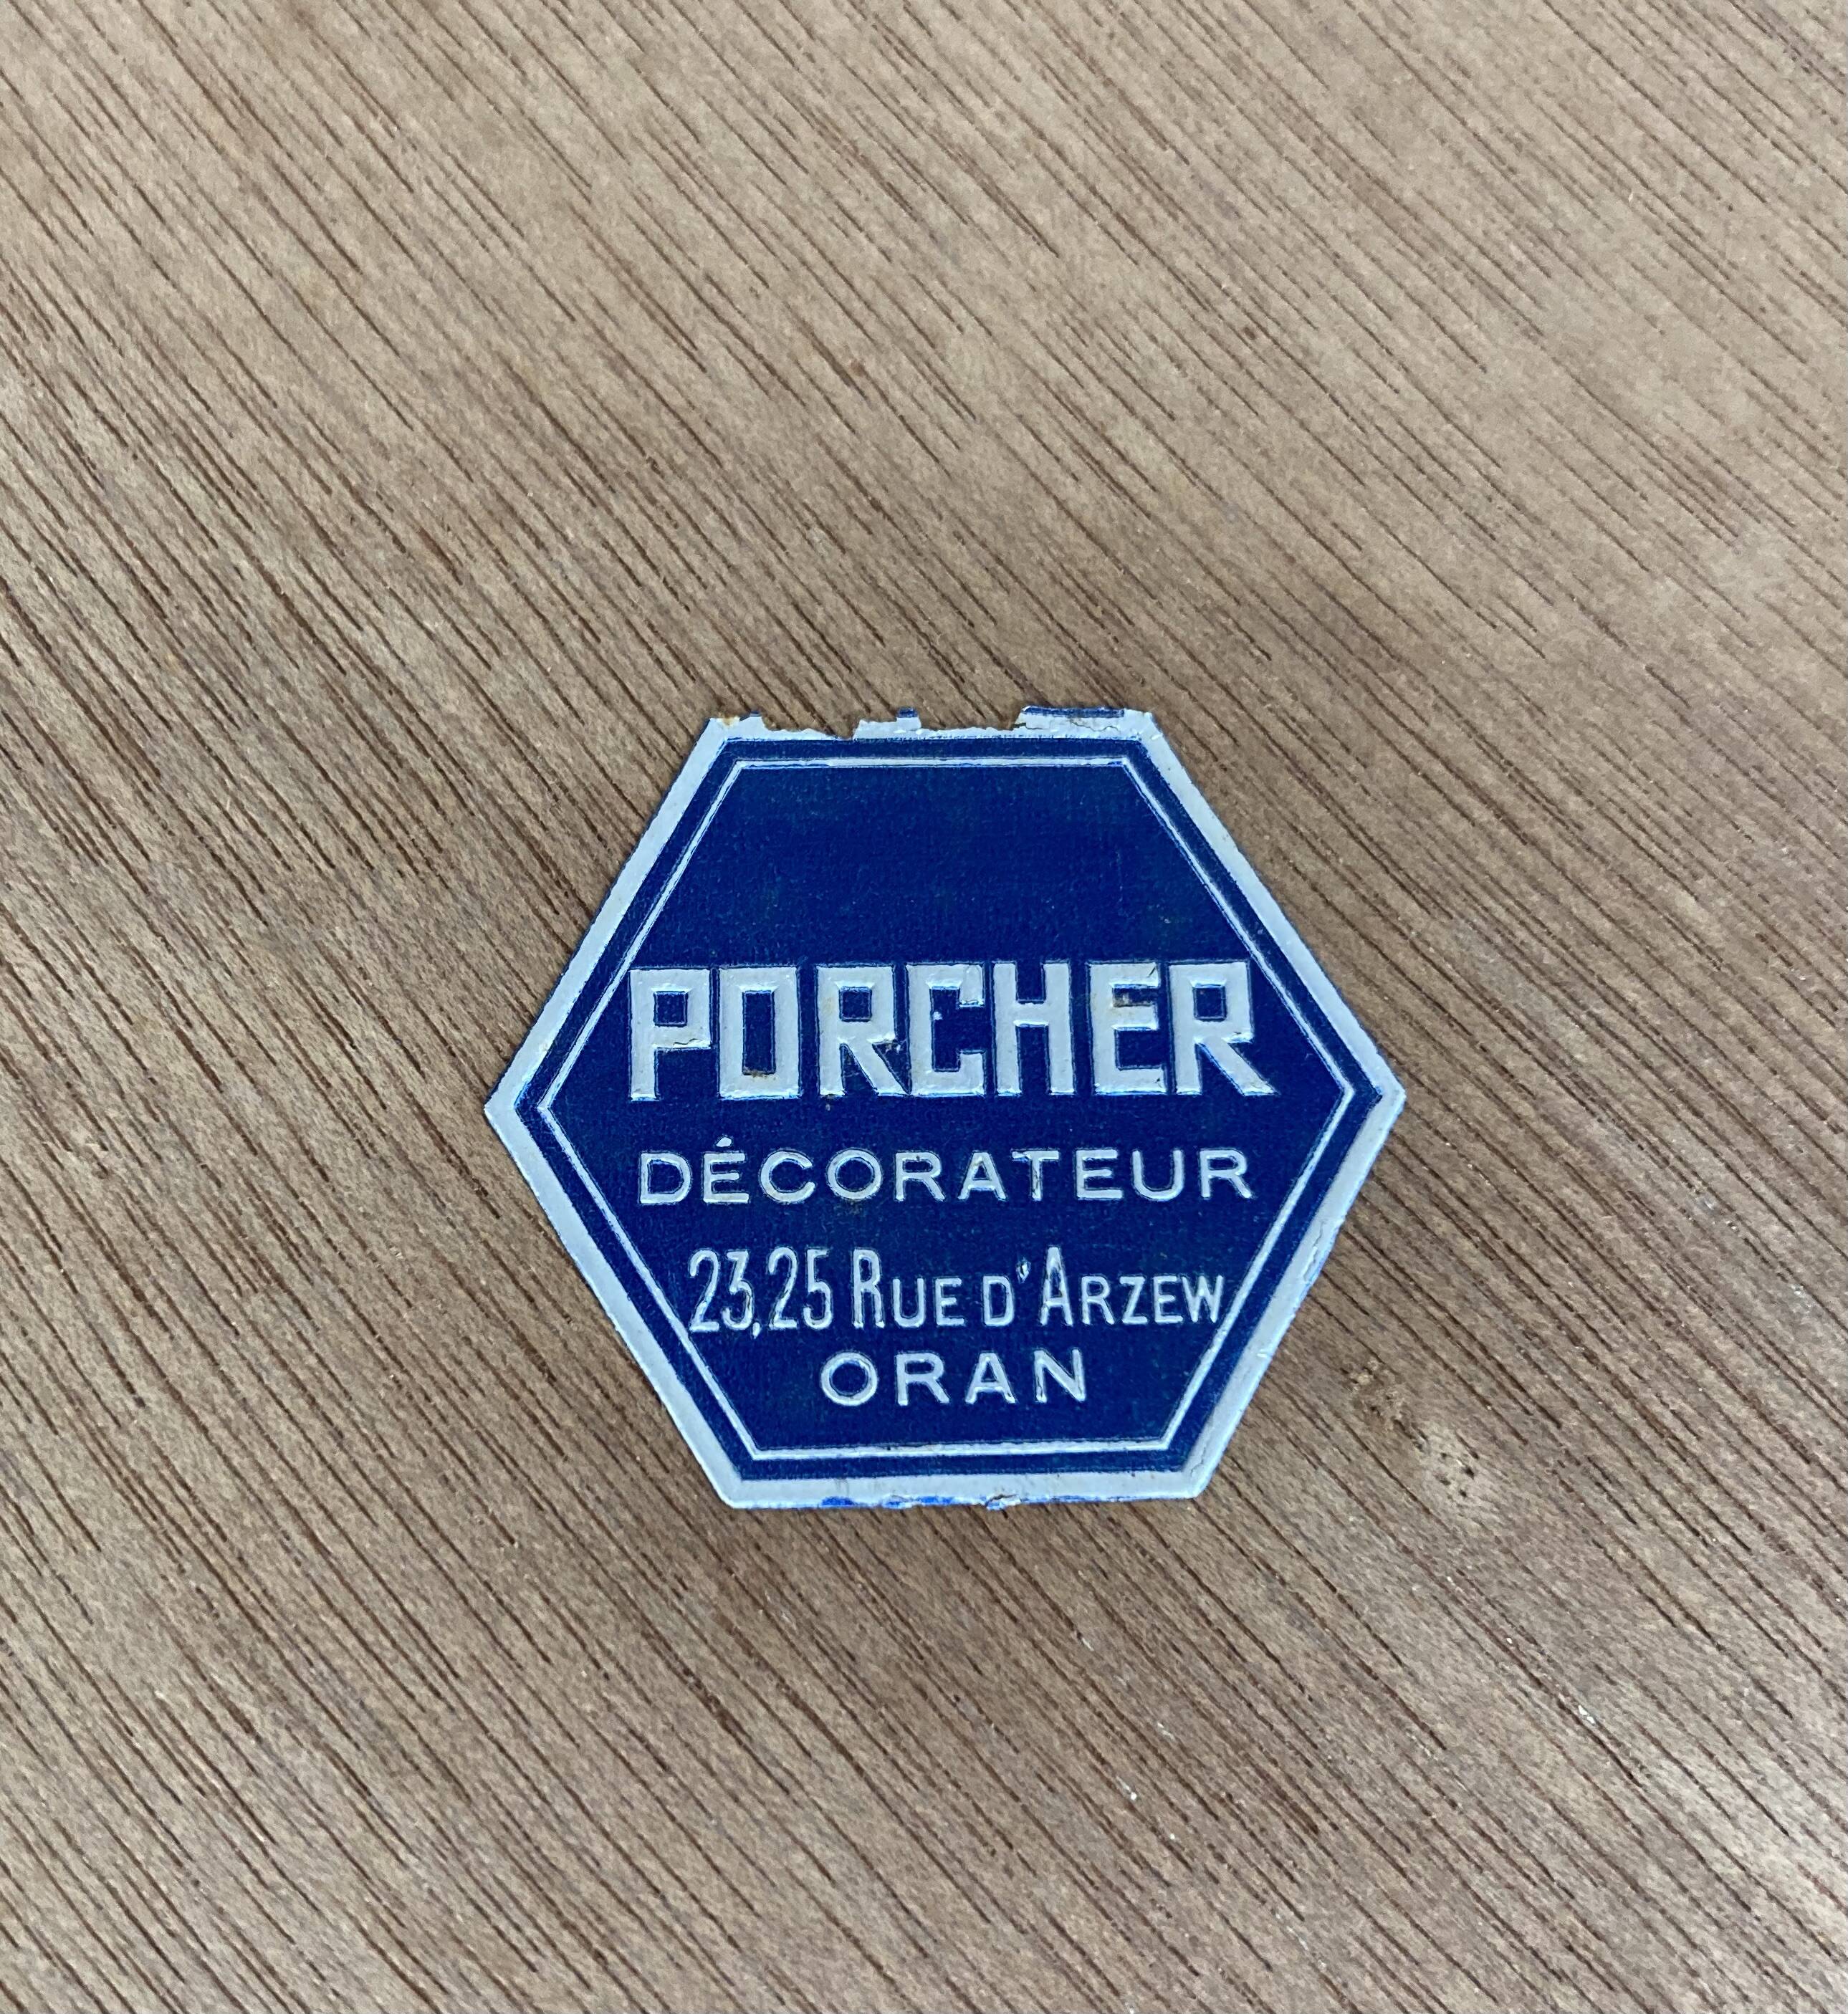 PORCHER
DÉCORATEUR
23,25 RUE D'ARZEW
ORAN